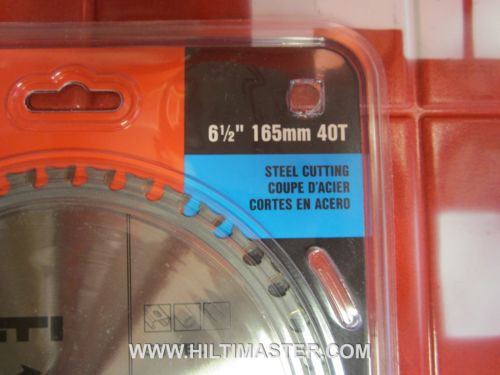 6½" 165mm 40T
STEEL CUTTING
COUPE D'ACIER
CORTES EN ACERO
WWW.HILTIMASTER.COM